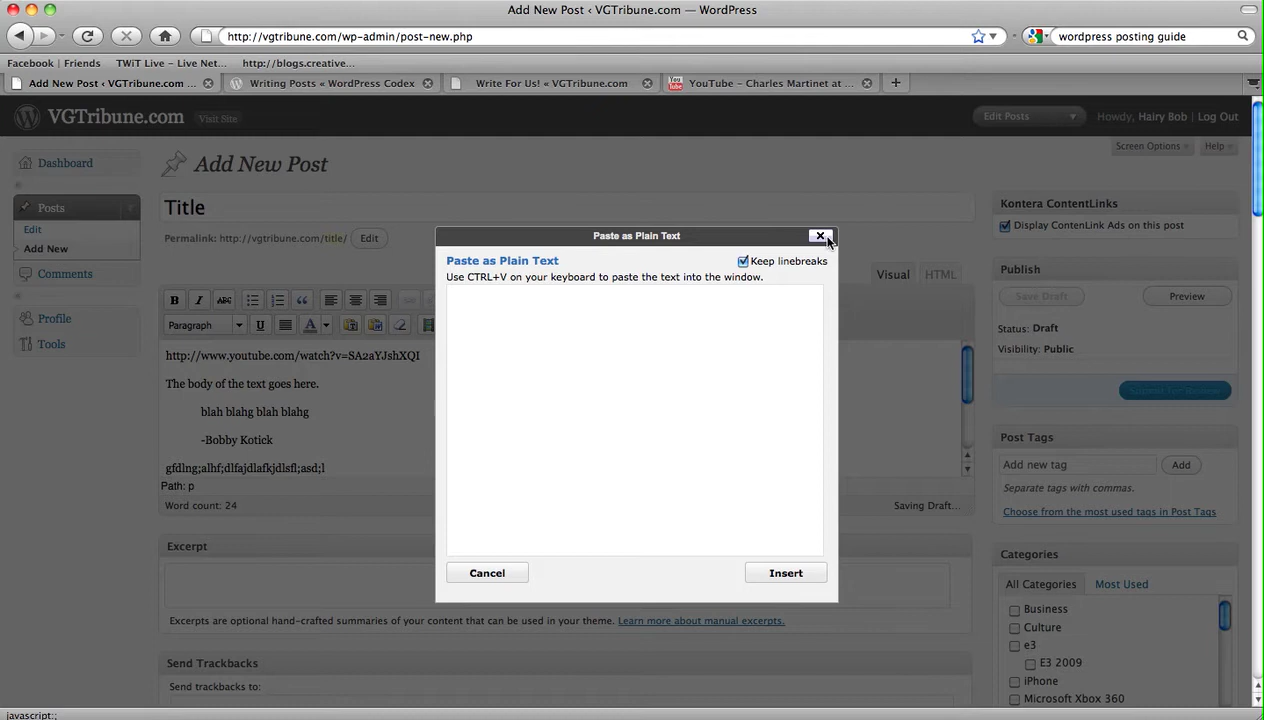 Add New Post ‹ VGTribune.com — WordPress
http://vgtribune.com/wp-admin/post-new.php
wordpress posting guide
Facebook | Friends
TWiT Live – Live Net...
http://blogs.creative...
Add New Post ‹ VGTribune.com ...
Writing Posts « WordPress Codex
Write For Us! « VGTribune.com
YouTube – Charles Martinet at ...
VGTribune.com
Visit Site
Edit Posts
Howdy, Hairy Bob | Log Out
Screen Options
Help
Dashboard
Posts
Edit
Add New
Comments
Profile
Tools
Add New Post
Title
Permalink: http://vgtribune.com/title/
Edit
Visual
HTML
B
I
ABC
Paragraph
U
A
http://www.youtube.com/watch?v=SA2aYJshXQI
The body of the text goes here.
blah blahg blah blahg
-Bobby Kotick
gfdlng;alhf;dlfajdlafkjdlsfl;asd;l
Path: p
Word count: 24
Saving Draft...
Excerpt
Excerpts are optional hand-crafted summaries of your content that can be used in your theme. Learn more about manual excerpts.
Send Trackbacks
Send trackbacks to:
Paste as Plain Text
Paste as Plain Text
Keep linebreaks
Use CTRL+V on your keyboard to paste the text into the window.
Cancel
Insert
Kontera ContentLinks
Display ContenLink Ads on this post
Publish
Save Draft
Preview
Status: Draft
Visibility: Public
Submit for Review
Post Tags
Add new tag
Add
Separate tags with commas.
Choose from the most used tags in Post Tags
Categories
All Categories
Most Used
Business
Culture
e3
E3 2009
iPhone
Microsoft Xbox 360
javascript:;